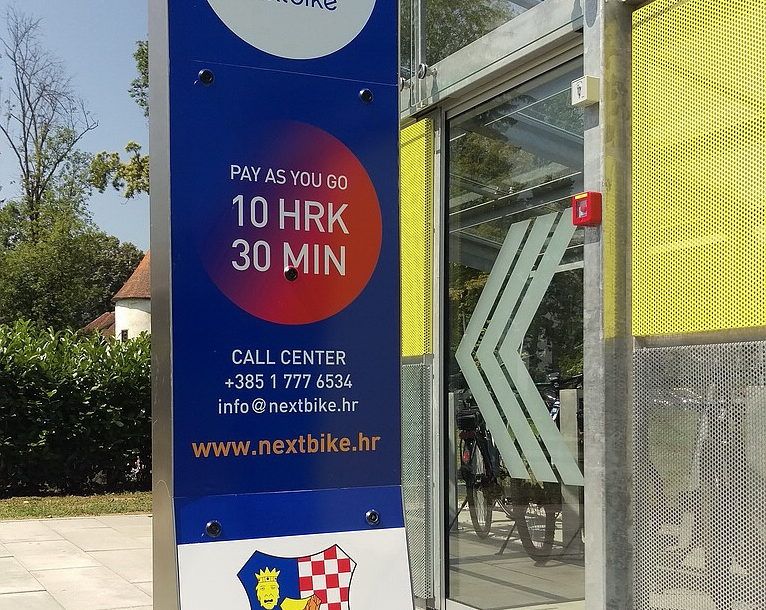 PAY AS YOU GO
10 HRK
30 MIN
CALL CENTER
+385 1 777 6534
info@nextbike.hr
www.nextbike.hr